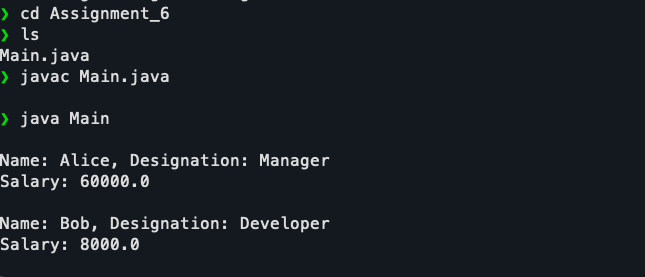 ❯ cd Assignment_6
❯ ls
Main.java
❯ javac Main.java
❯ java Main
Name: Alice, Designation: Manager
Salary: 60000.0
Name: Bob, Designation: Developer
Salary: 8000.0